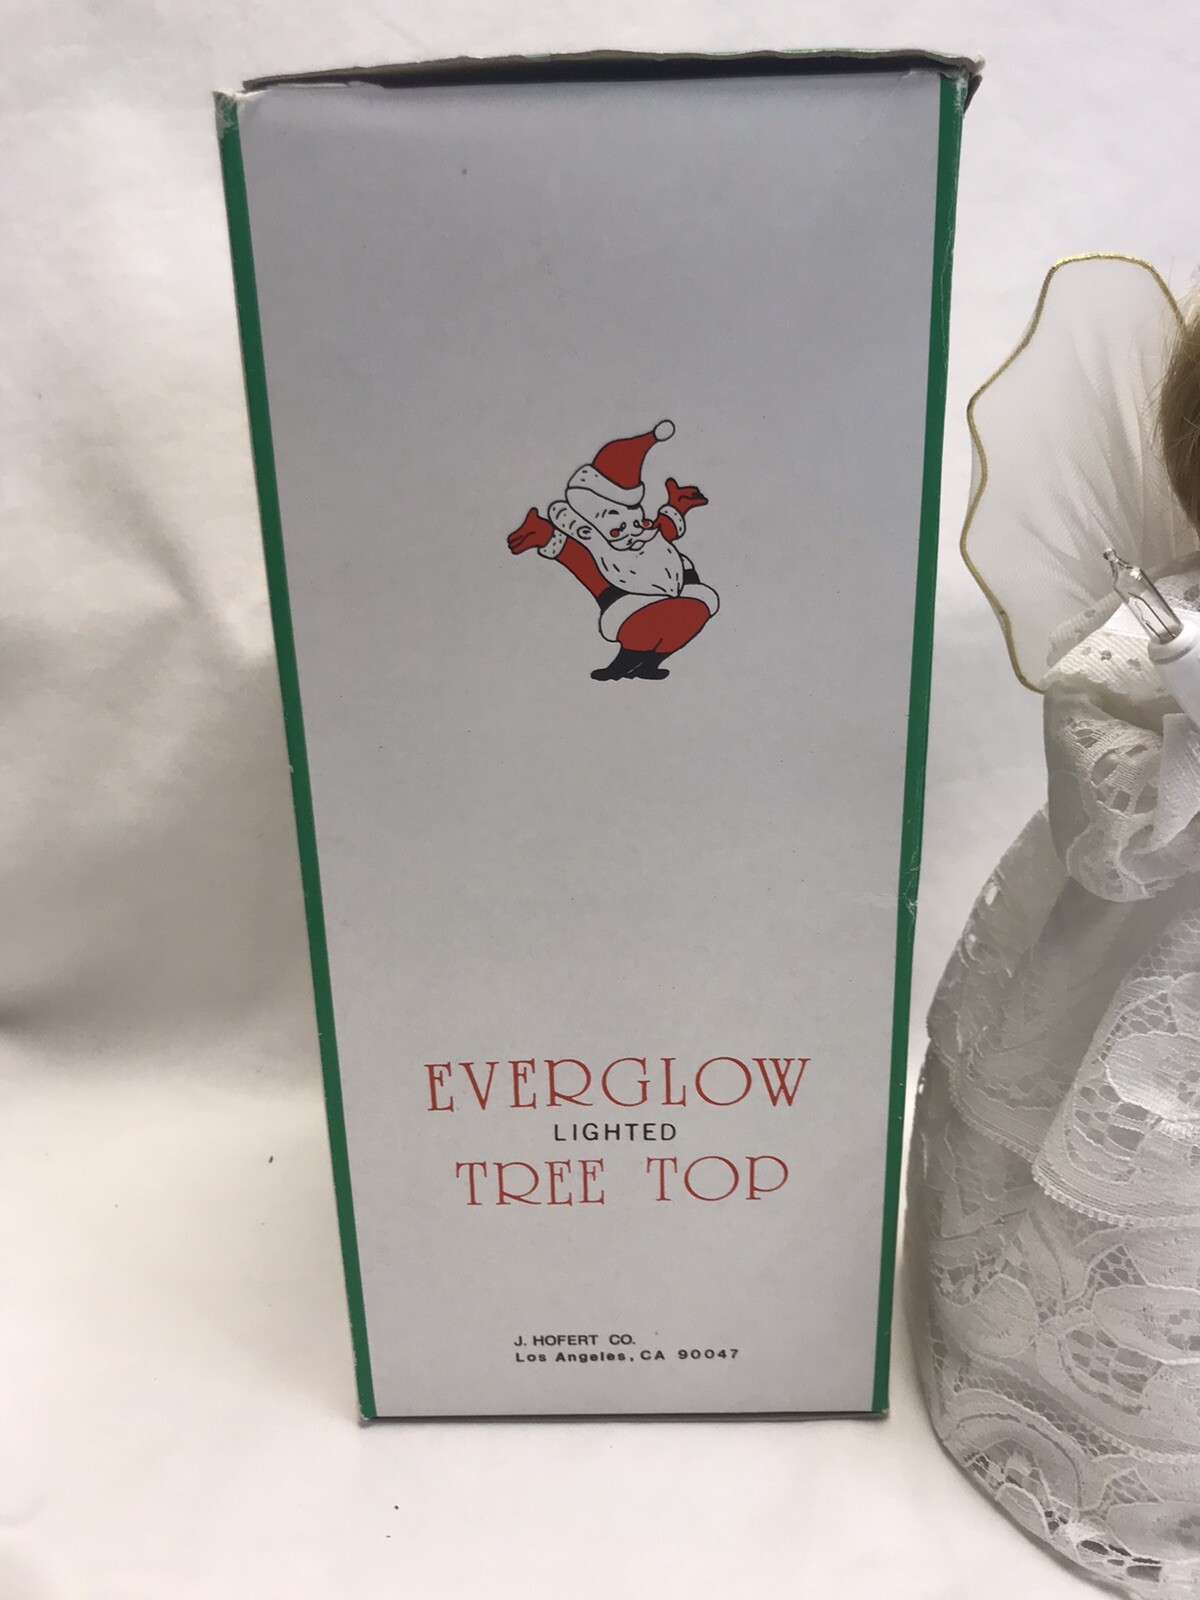 EVERGLOW
LIGHTED
TREE TOP
J. HOFERT CO.
Los Angeles, CA 90047